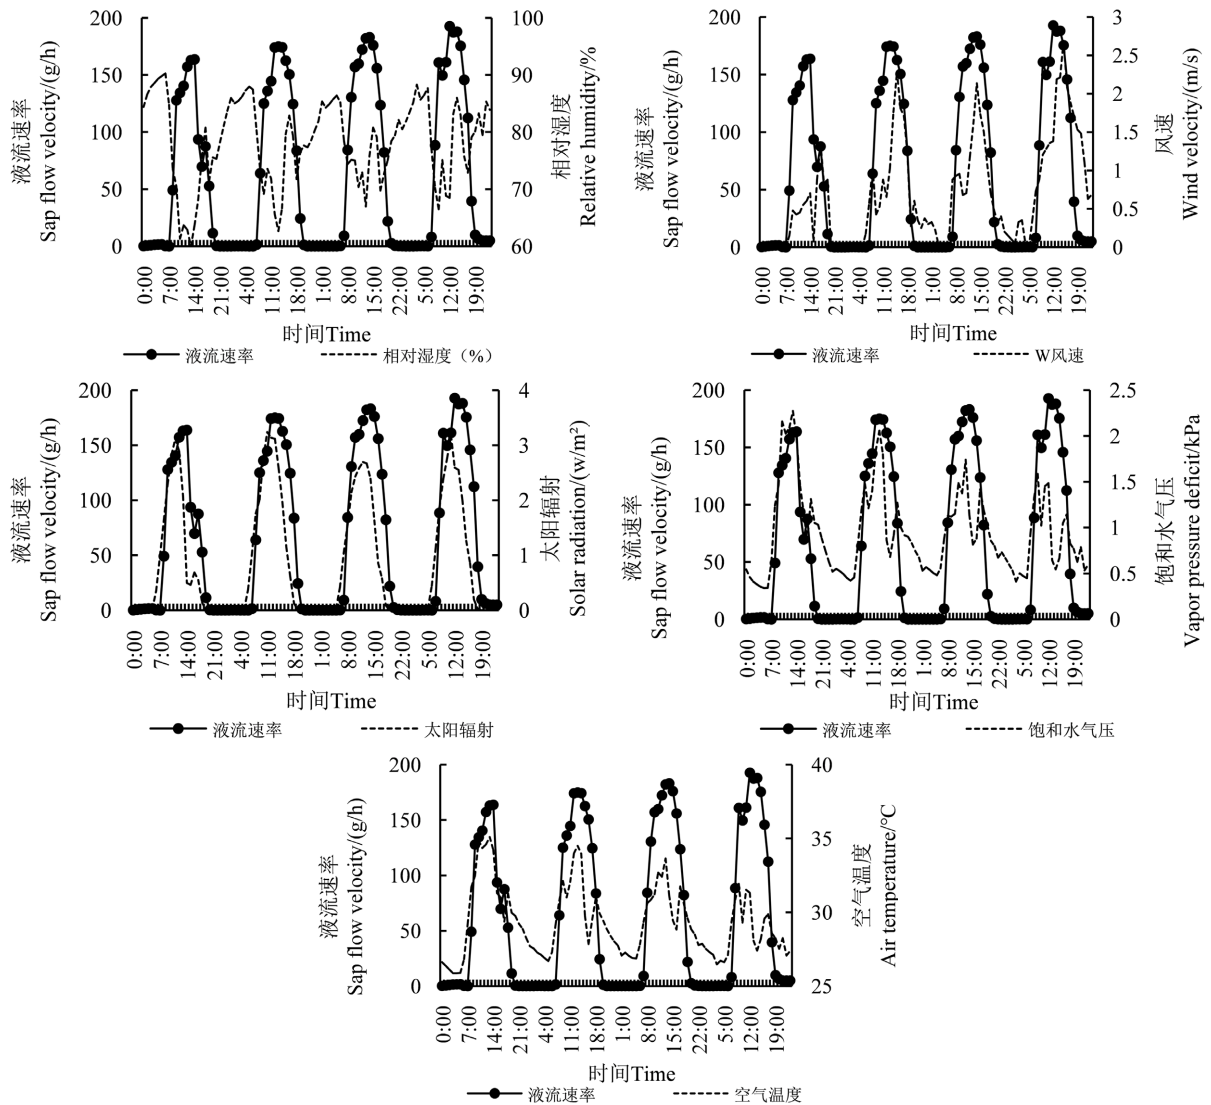 液流速率
Sap flow velocity/(g/h)
200
150
100
50
0
100
90
80
70
60
相对湿度
Relative humidity/%
0:00 7:00 14:00 21:00 4:00 11:00 18:00 1:00 8:00 15:00 22:00 5:00 12:00 19:00
时间Time
液流速率 相对湿度（%）
液流速率
Sap flow velocity/(g/h)
200
150
100
50
0
3
2.5
2
1.5
1
0.5
0
风速
Wind velocity/(m/s)
0:00 7:00 14:00 21:00 4:00 11:00 18:00 1:00 8:00 15:00 22:00 5:00 12:00 19:00
时间Time
液流速率 W风速
液流速率
Sap flow velocity/(g/h)
200
150
100
50
0
4
3
2
1
0
太阳辐射
Solar radiation/(w/m²)
0:00 7:00 14:00 21:00 4:00 11:00 18:00 1:00 8:00 15:00 22:00 5:00 12:00 19:00
时间Time
液流速率 太阳辐射
液流速率
Sap flow velocity/(g/h)
200
150
100
50
0
2.5
2
1.5
1
0.5
0
饱和水气压
Vapor pressure deficit/kPa
0:00 7:00 14:00 21:00 4:00 11:00 18:00 1:00 8:00 15:00 22:00 5:00 12:00 19:00
时间Time
液流速率 饱和水气压
液流速率
Sap flow velocity/(g/h)
200
150
100
50
0
40
35
30
25
空气温度
Air temperature/℃
0:00 7:00 14:00 21:00 4:00 11:00 18:00 1:00 8:00 15:00 22:00 5:00 12:00 19:00
时间Time
液流速率 空气温度